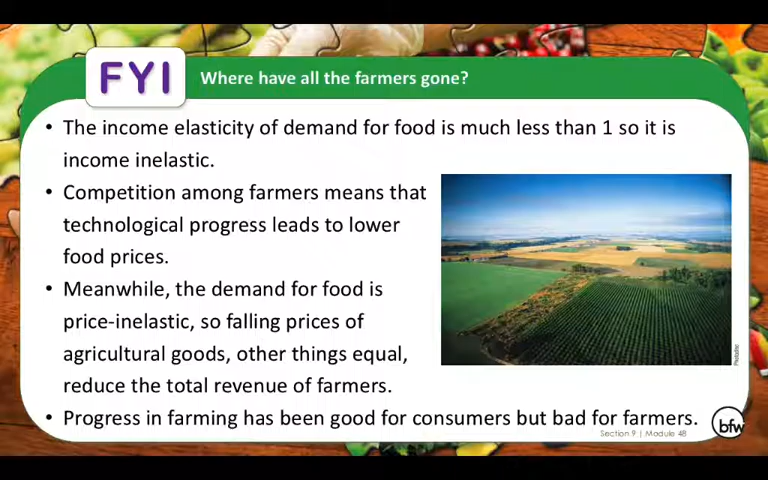 FYI
Where have all the farmers gone?
• The income elasticity of demand for food is much less than 1 so it is
income inelastic.
• Competition among farmers means that
technological progress leads to lower
food prices.
• Meanwhile, the demand for food is
price-inelastic, so falling prices of
agricultural goods, other things equal,
reduce the total revenue of farmers.
Photodisc
• Progress in farming has been good for consumers but bad for farmers.
Section 9 | Module 48
bfw